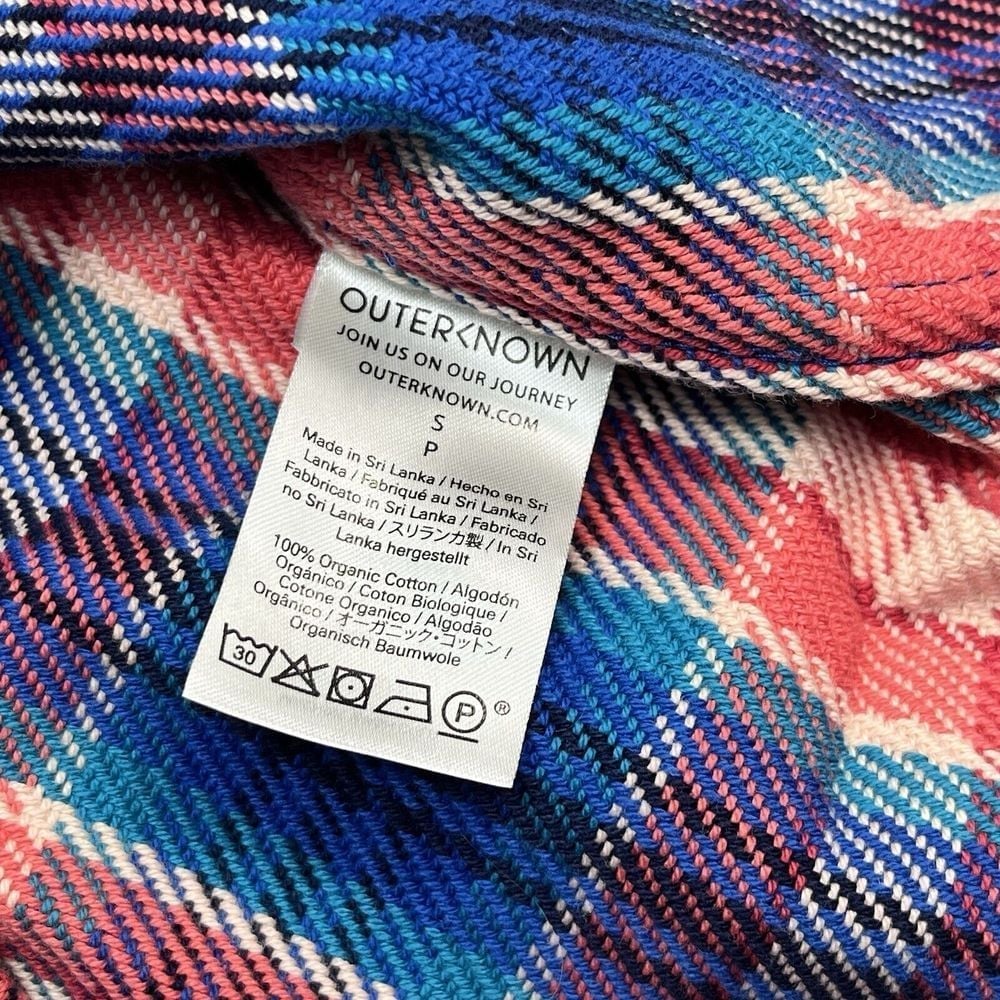 OUTERKNOWN
JOIN US ON OUR JOURNEY
OUTERKNOWN.COM
S
P
Made in Sri Lanka / Hecho en Sri
Lanka / Fabriqué au Sri Lanka /
Fabbricato in Sri Lanka / Fabricado
no Sri Lanka / スリランカ製 / In Sri
Lanka hergestellt
100% Organic Cotton / Algodón
Orgánico / Coton Biologique /
Cotone Organico / Algodão
Orgânico / オーガニック・コットン /
Organisch Baumwole
30
P ®